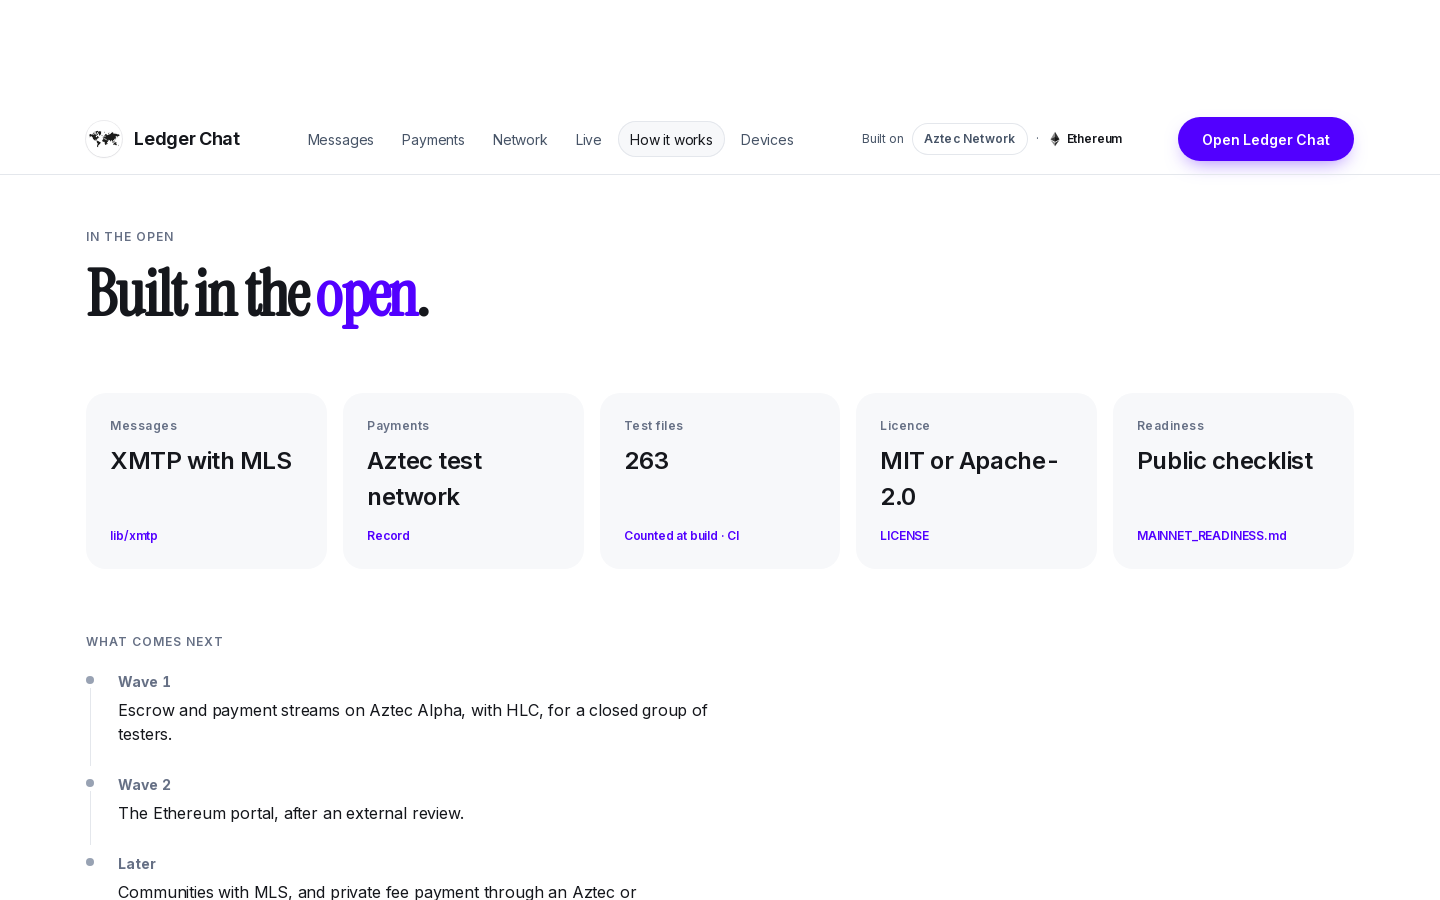 Ledger Chat
Messages
Payments
Network
Live
How it works
Devices
Built on
Aztec Network
·
Ethereum
Open Ledger Chat
IN THE OPEN
Built in the open.
Messages
XMTP with MLS
lib/xmtp
Payments
Aztec test
network
Record
Test files
263
Counted at build · CI
Licence
MIT or Apache-
2.0
LICENSE
Readiness
Public checklist
MAINNET_READINESS.md
WHAT COMES NEXT
Wave 1
Escrow and payment streams on Aztec Alpha, with HLC, for a closed group of
testers.
Wave 2
The Ethereum portal, after an external review.
Later
Communities with MLS, and private fee payment through an Aztec or